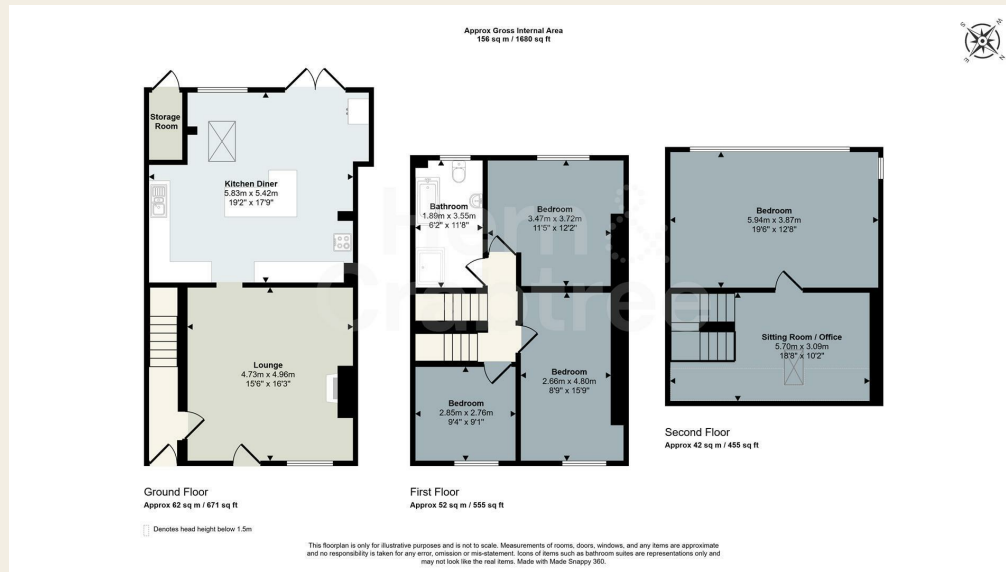 Approx Gross Internal Area
156 sq m / 1680 sq ft
S
W
E
N
Storage
Room
Kitchen Diner
5.83m x 5.42m
19'2" x 17'9"
Lounge
4.73m x 4.96m
15'6" x 16'3"
Ground Floor
Approx 62 sq m / 671 sq ft
Denotes head height below 1.5m
Bathroom
1.89m x 3.55m
6'2" x 11'8"
Bedroom
3.47m x 3.72m
11'5" x 12'2"
Bedroom
2.66m x 4.80m
8'9" x 15'9"
Bedroom
2.85m x 2.76m
9'4" x 9'1"
First Floor
Approx 52 sq m / 555 sq ft
Bedroom
5.94m x 3.87m
19'6" x 12'8"
Sitting Room / Office
5.70m x 3.09m
18'8" x 10'2"
Second Floor
Approx 42 sq m / 455 sq ft
Horn &
Crabtree
This floorplan is only for illustrative purposes and is not to scale. Measurements of rooms, doors, windows, and any items are approximate
and no responsibility is taken for any error, omission or mis-statement. Icons of items such as bathroom suites are representations only and
may not look like the real items. Made with Made Snappy 360.